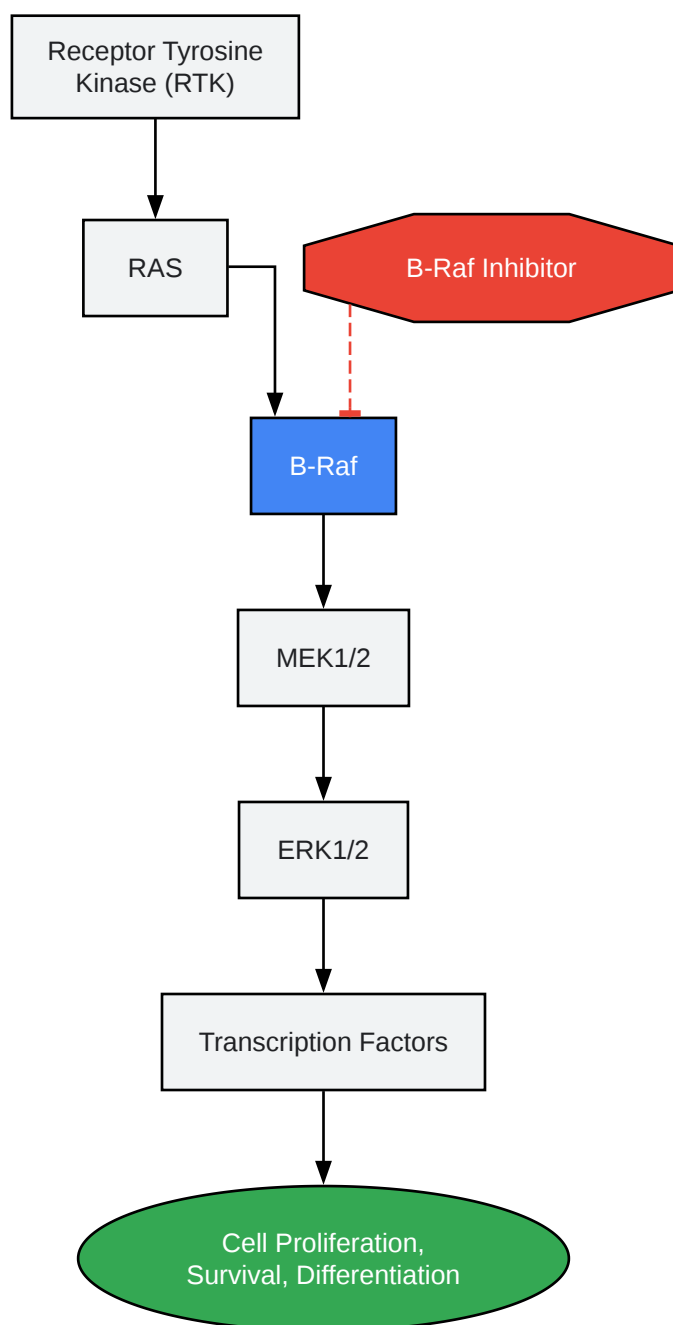 Receptor Tyrosine
Kinase (RTK)
RAS
B-Raf Inhibitor
B-Raf
MEK1/2
ERK1/2
Transcription Factors
Cell Proliferation,
Survival, Differentiation